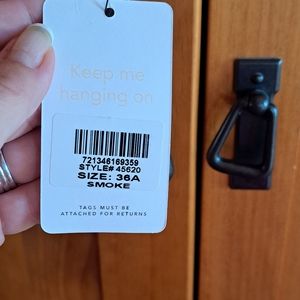 Keep me
hanging on
721346169359
STYLE# 45620
SIZE: 36A
SMOKE
TAGS MUST BE
ATTACHED FOR RETURNS